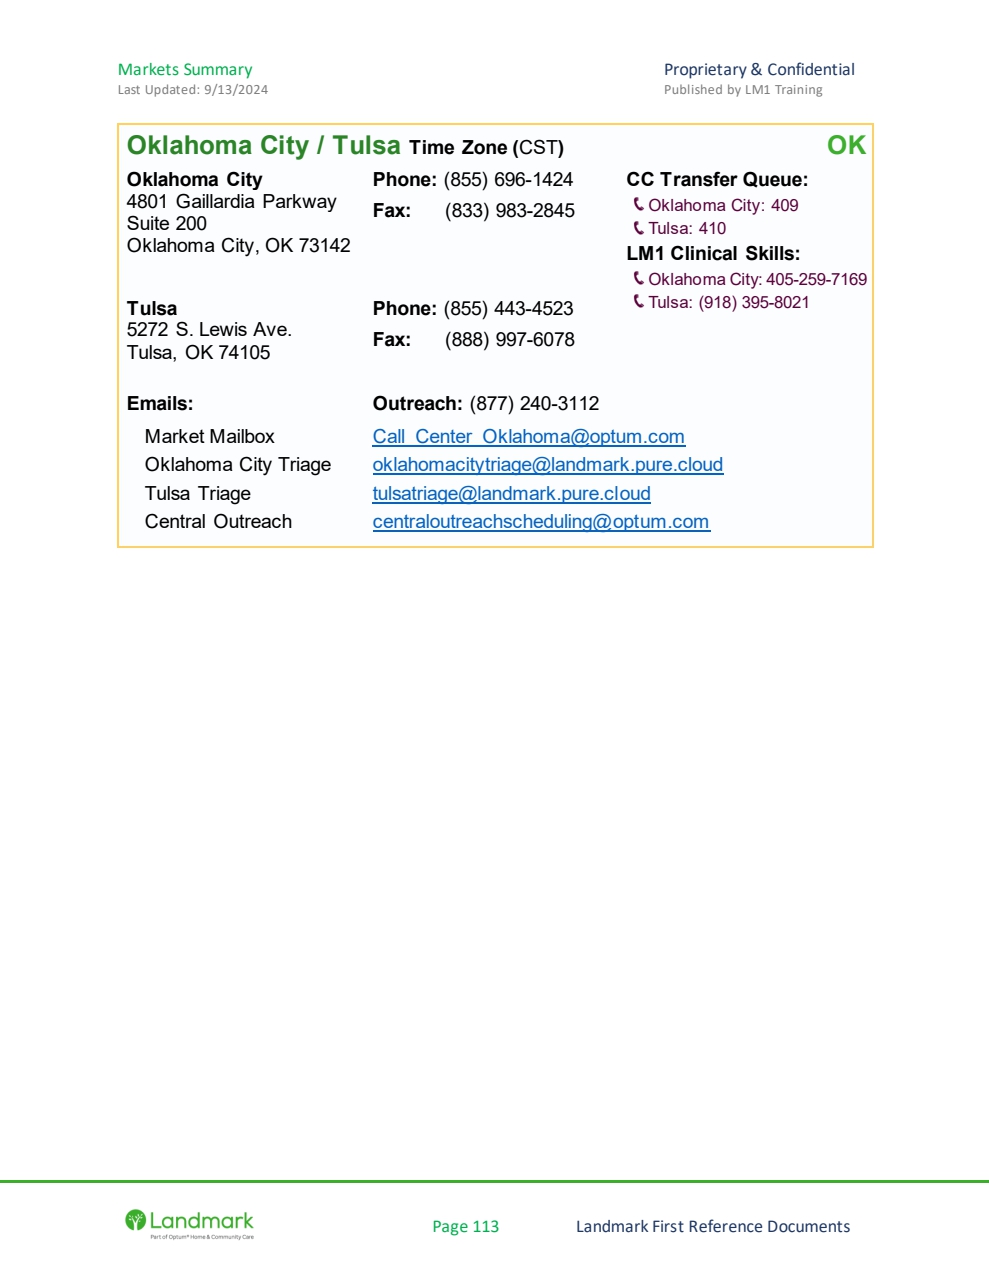 Markets Summary
Proprietary & Confidential
Last Updated: 9/13/2024
Published by LM1 Training
Oklahoma City / Tulsa Time Zone (CST)
OK
Oklahoma City
4801 Gaillardia Parkway
Suite 200
Oklahoma City, OK 73142
Phone: (855) 696-1424
Fax: (833) 983-2845
CC Transfer Queue:
Oklahoma City: 409
Tulsa: 410
LM1 Clinical Skills:
Oklahoma City: 405-259-7169
Tulsa: (918) 395-8021
Tulsa
5272 S. Lewis Ave.
Tulsa, OK 74105
Phone: (855) 443-4523
Fax: (888) 997-6078
Emails:
Outreach: (877) 240-3112
Market Mailbox
Call_Center_Oklahoma@optum.com
Oklahoma City Triage
oklahomacitytriage@landmark.pure.cloud
Tulsa Triage
tulsatriage@landmark.pure.cloud
Central Outreach
centraloutreachscheduling@optum.com
Landmark
Part of Optum® Home & Community Care
Page 113
Landmark First Reference Documents